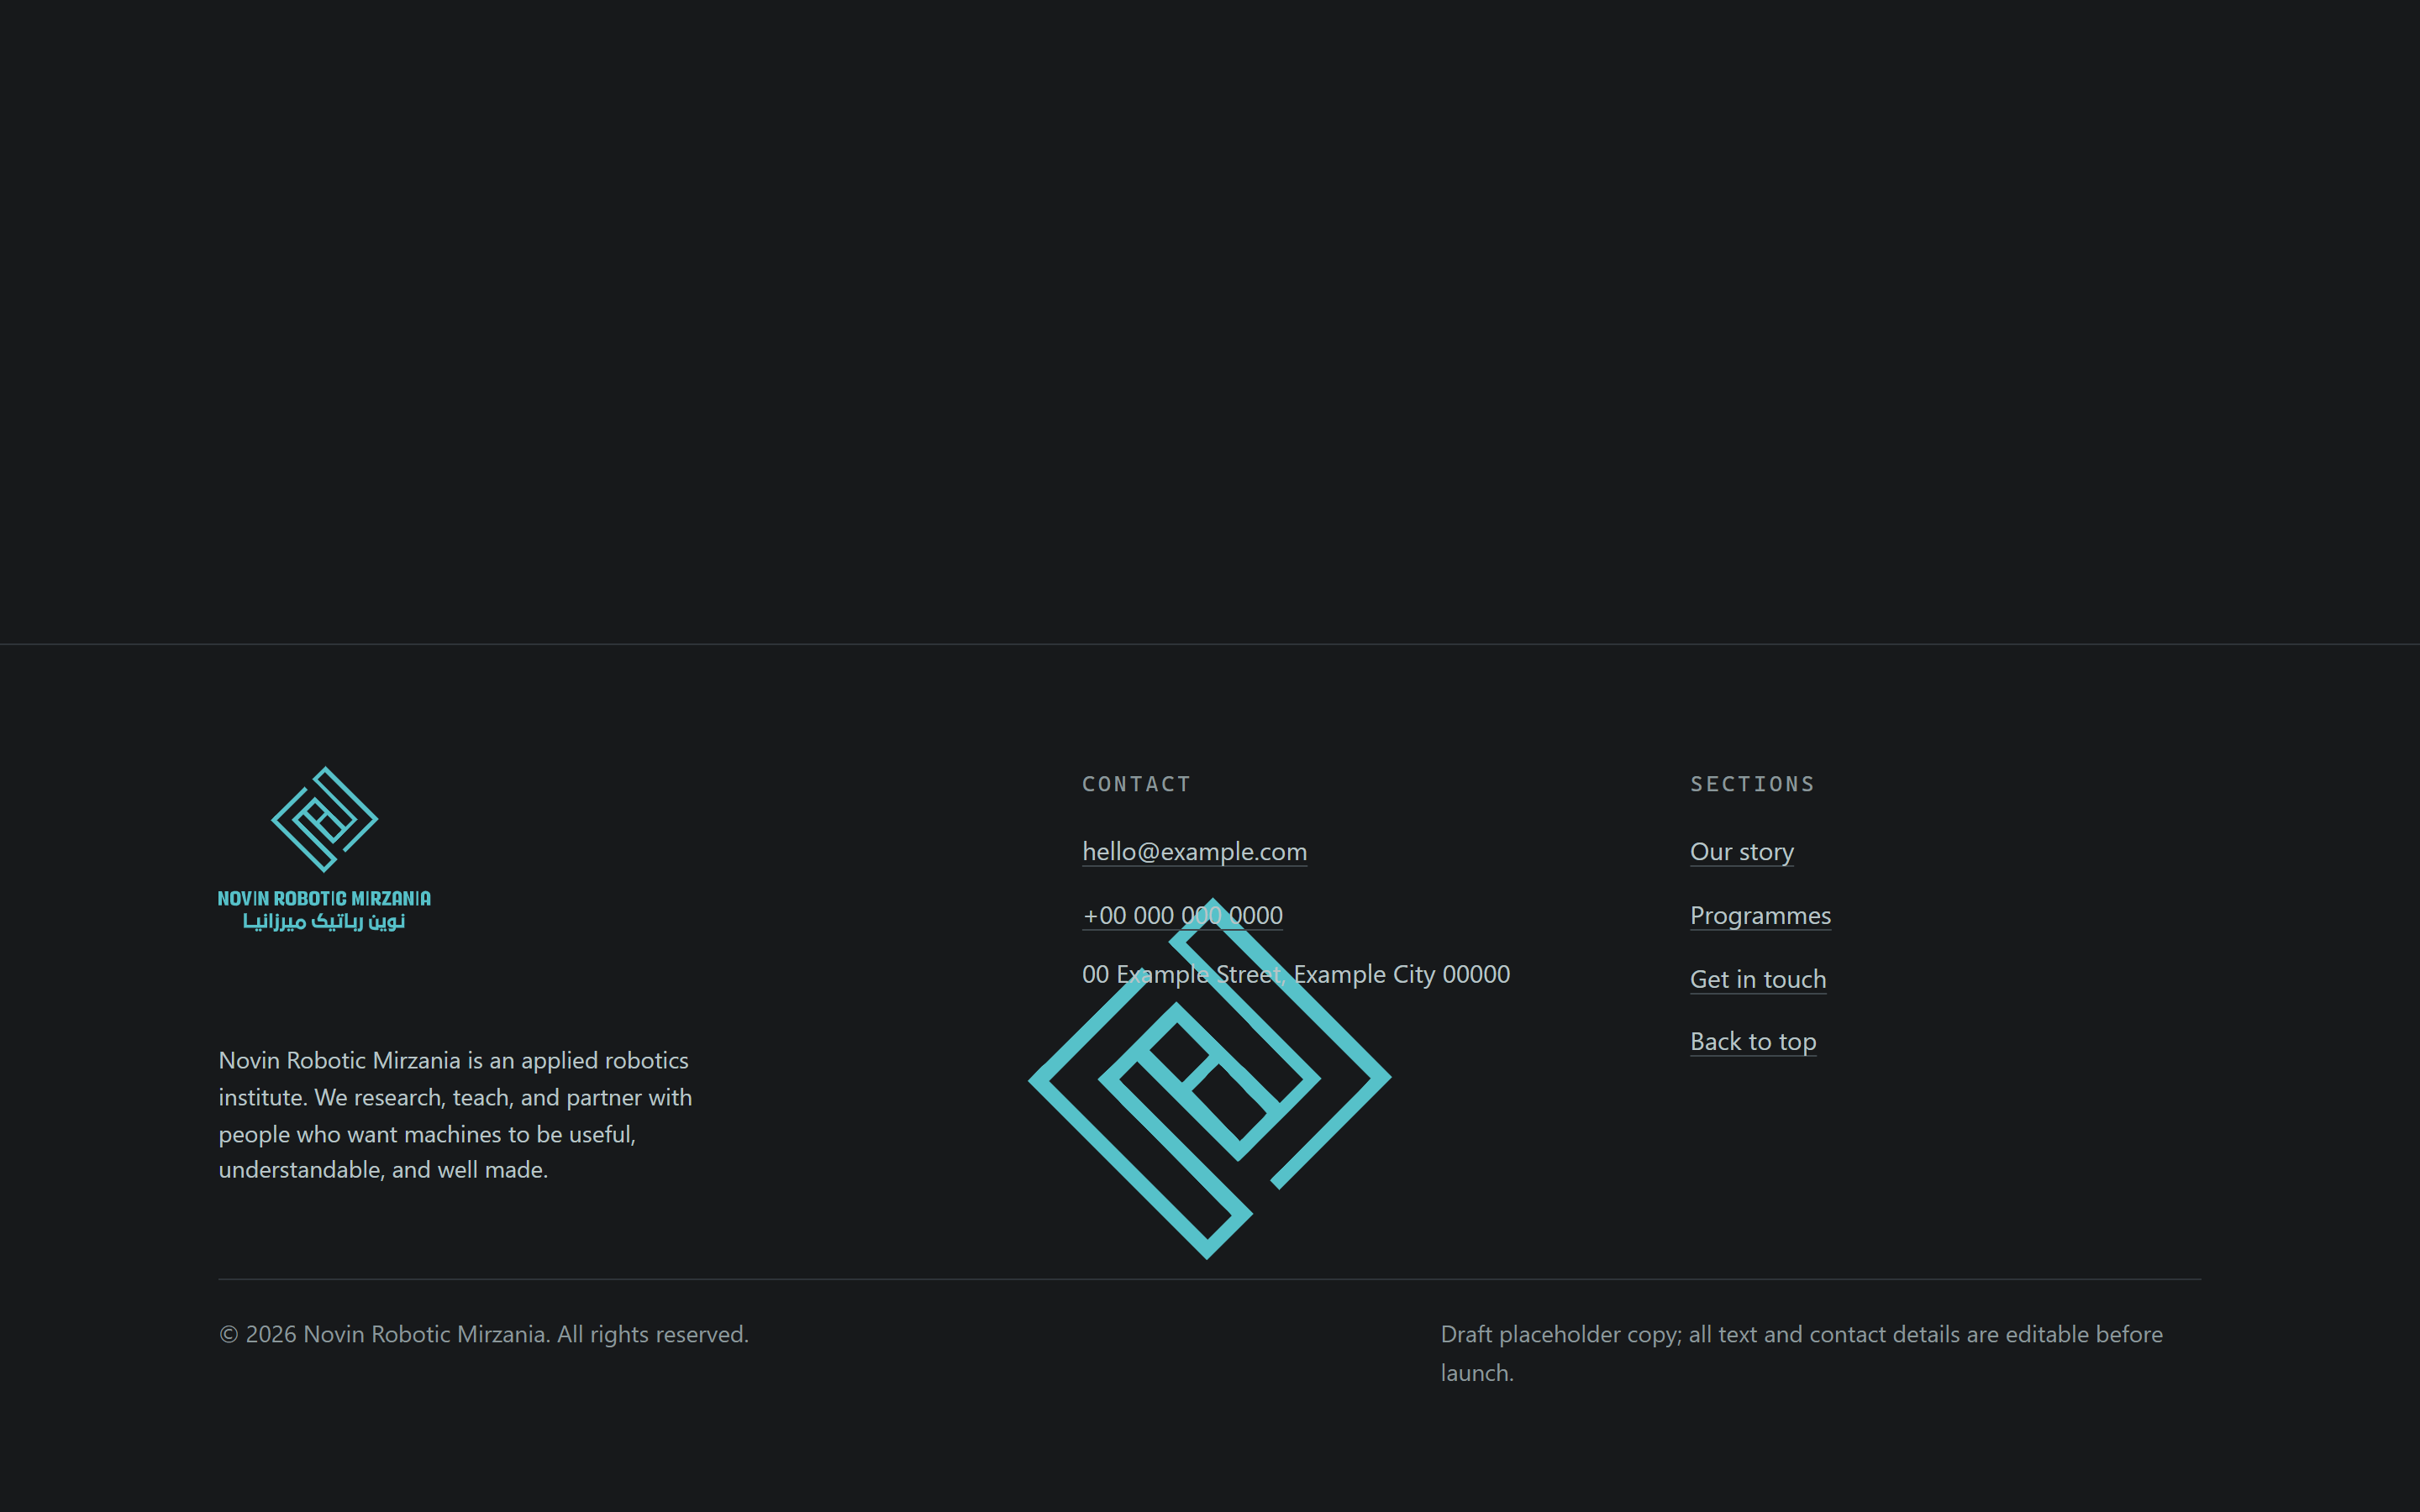 NOVIN ROBOTIC MIRZANIA
نوین رباتیک میرزانیا
Novin Robotic Mirzania is an applied robotics
institute. We research, teach, and partner with
people who want machines to be useful,
understandable, and well made.
CONTACT
hello@example.com
+00 000 000 0000
00 Example Street, Example City 00000
SECTIONS
Our story
Programmes
Get in touch
Back to top
© 2026 Novin Robotic Mirzania. All rights reserved.
Draft placeholder copy; all text and contact details are editable before
launch.